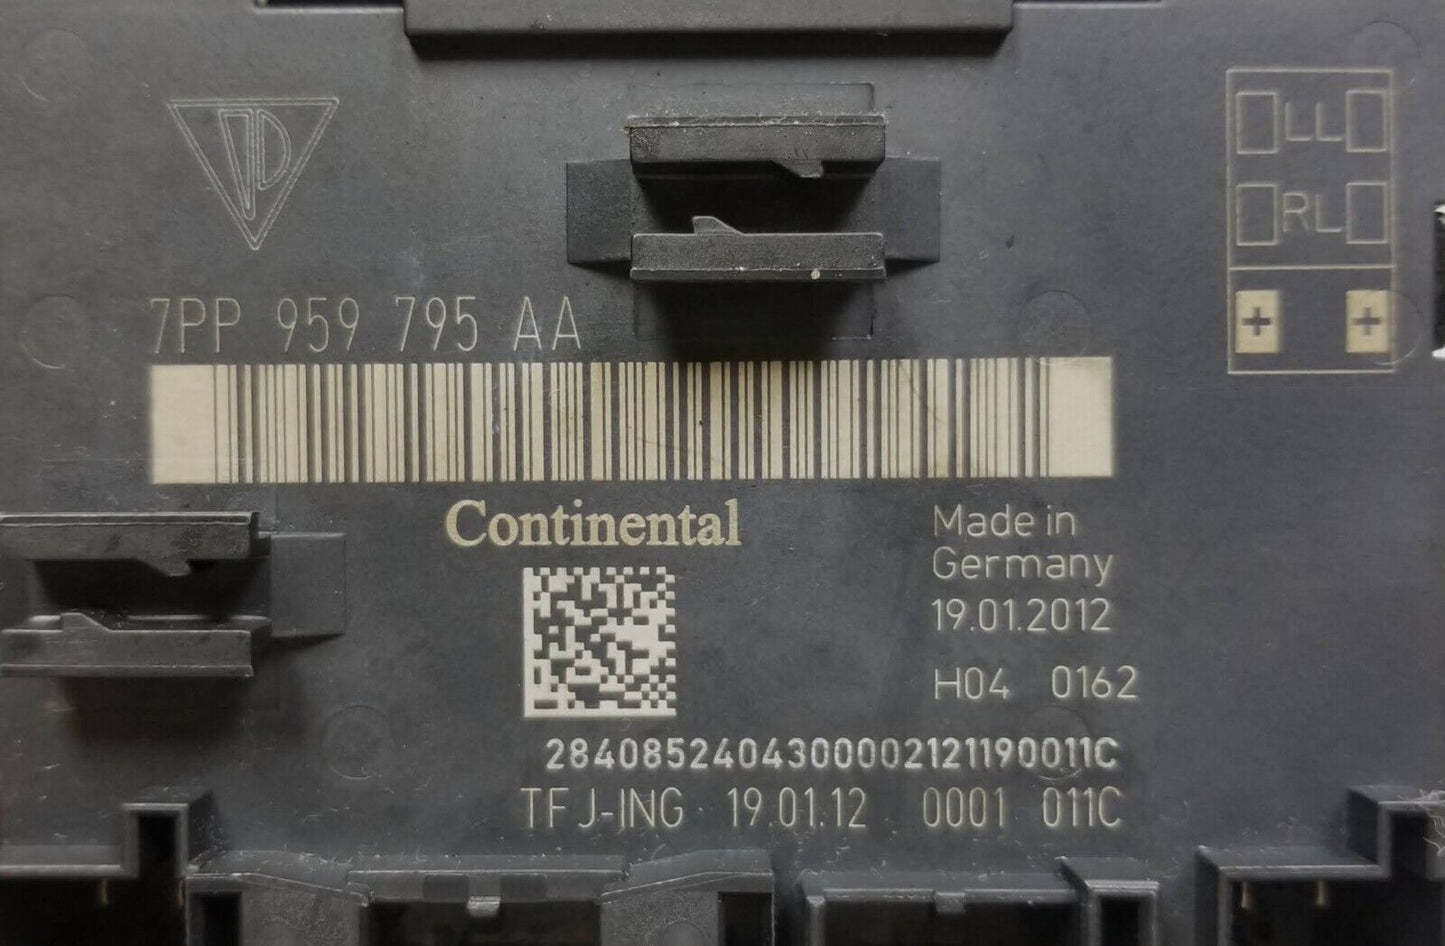 LL
RL
+ +
7PP 959 795 AA
Continental
Made in
Germany
19.01.2012
H04 0162
2840852404300002121190011C
TFJ-ING 19.01.12 0001 011C